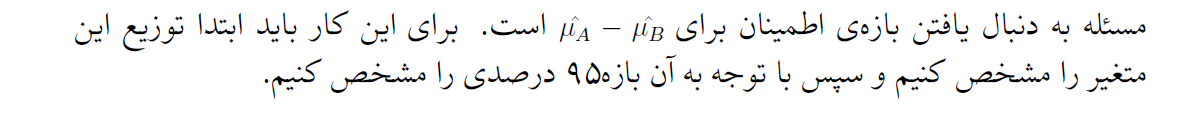 مسئله به دنبال یافتن بازه‌ی اطمینان برای $\hat{\mu_A} - \hat{\mu_B}$ است. برای این کار باید ابتدا توزیع این
متغیر را مشخص کنیم و سپس با توجه به آن بازه۹۵ درصدی را مشخص کنیم.